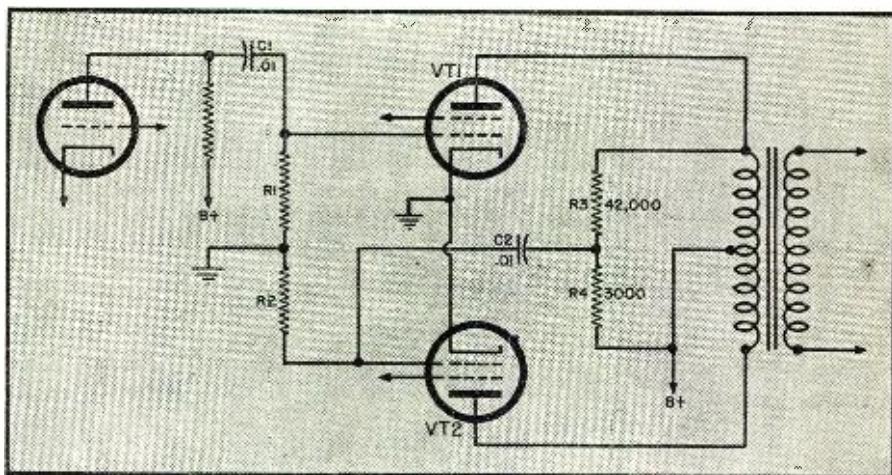 C1
.01
VT1
B+
R1
R3 42,000
C2
.01
R2
R4 3000
B+
VT2